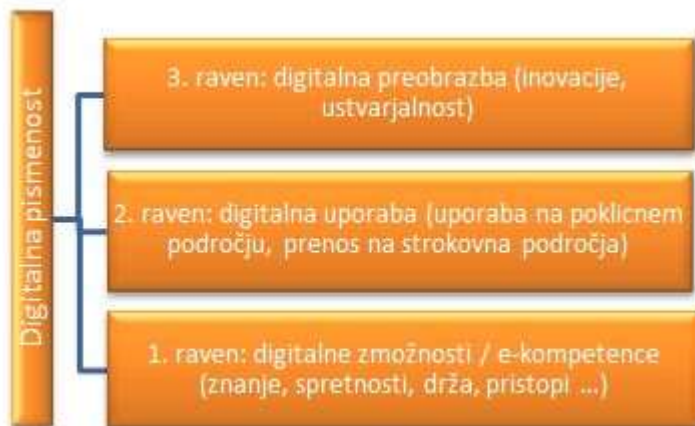 Digitalna pismenost
3. raven: digitalna preobrazba (inovacije,
ustvarjalnost)
2. raven: digitalna uporaba (uporaba na poklicnem
področju, prenos na strokovna področja)
1. raven: digitalne zmožnosti / e-kompetence
(znanje, spretnosti, drža, pristopi ...)